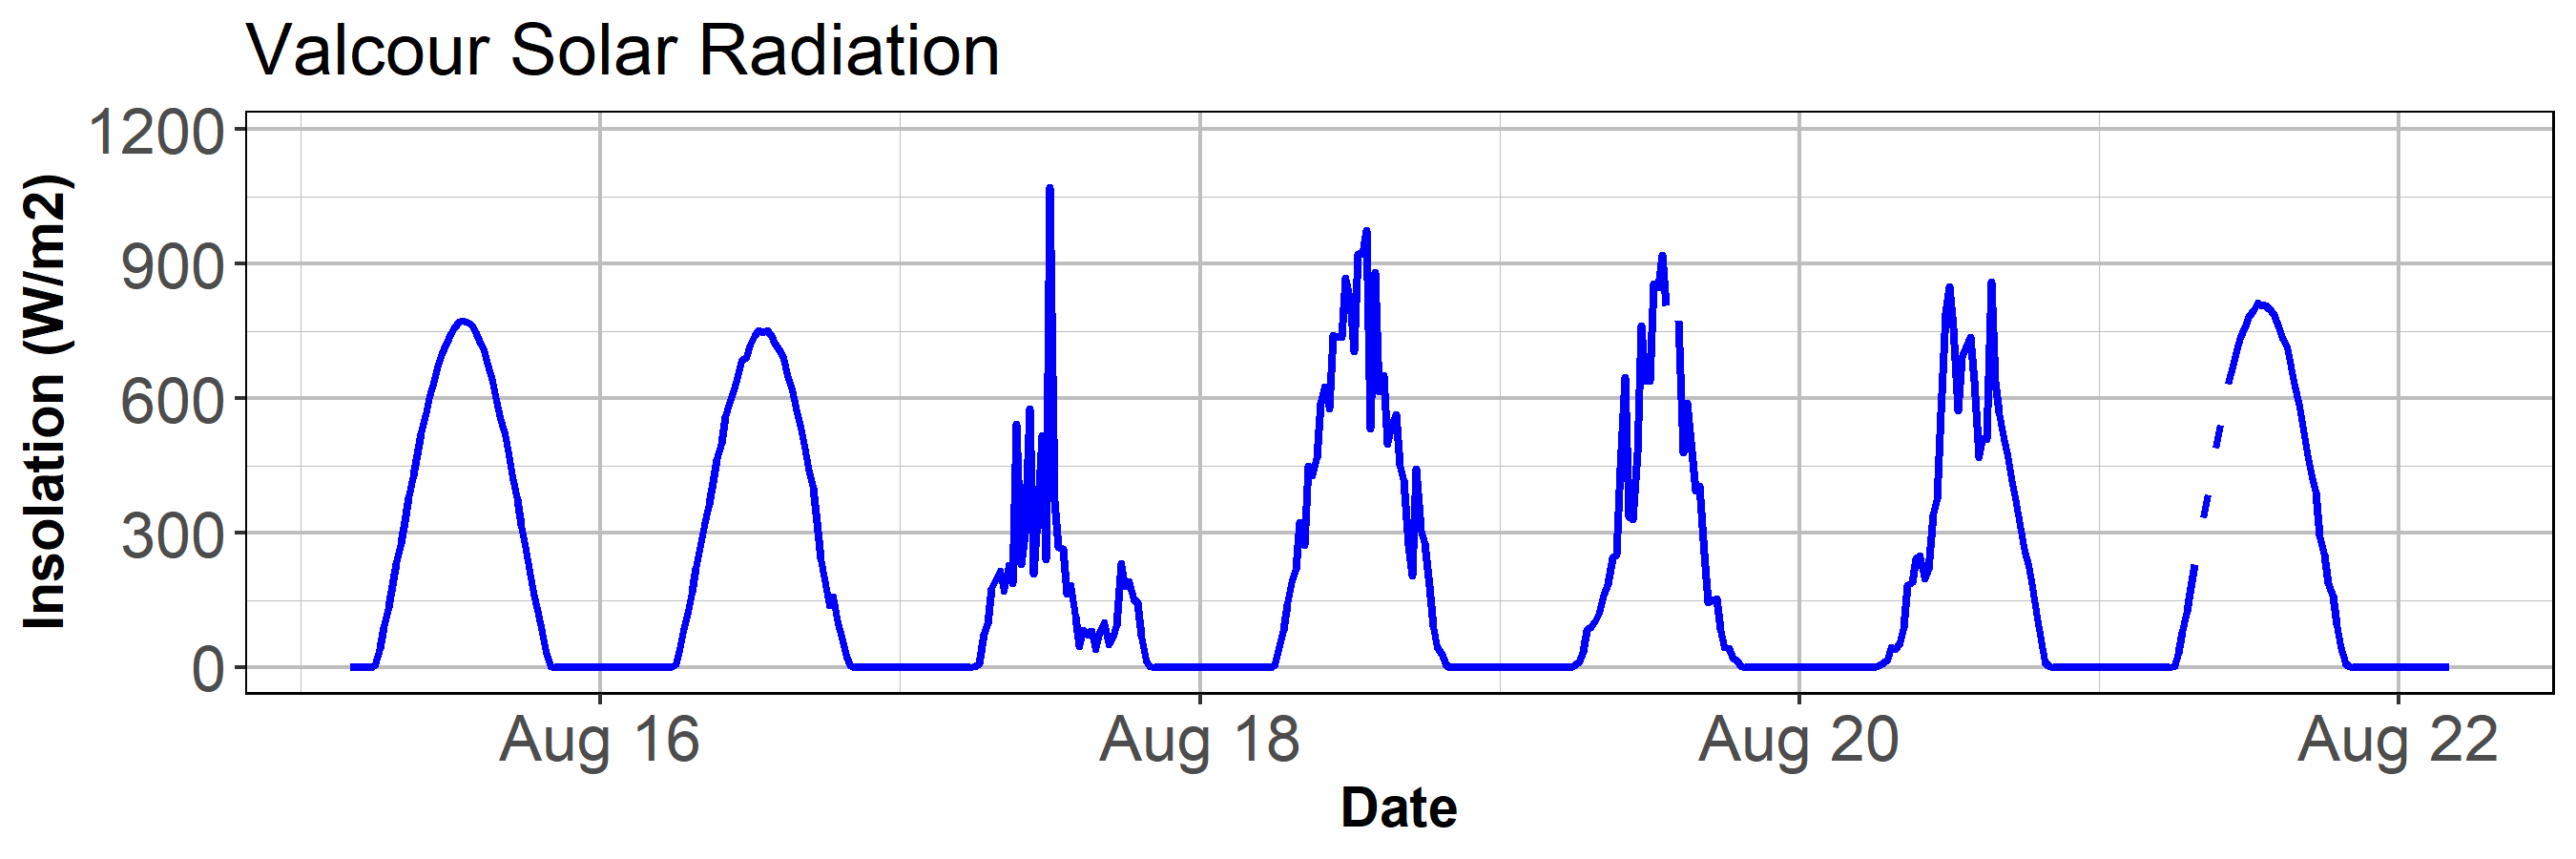 Valcour Solar Radiation
1200
900
600
300
0
Insolation (W/m2)
Aug 16 Aug 18 Aug 20 Aug 22
Date